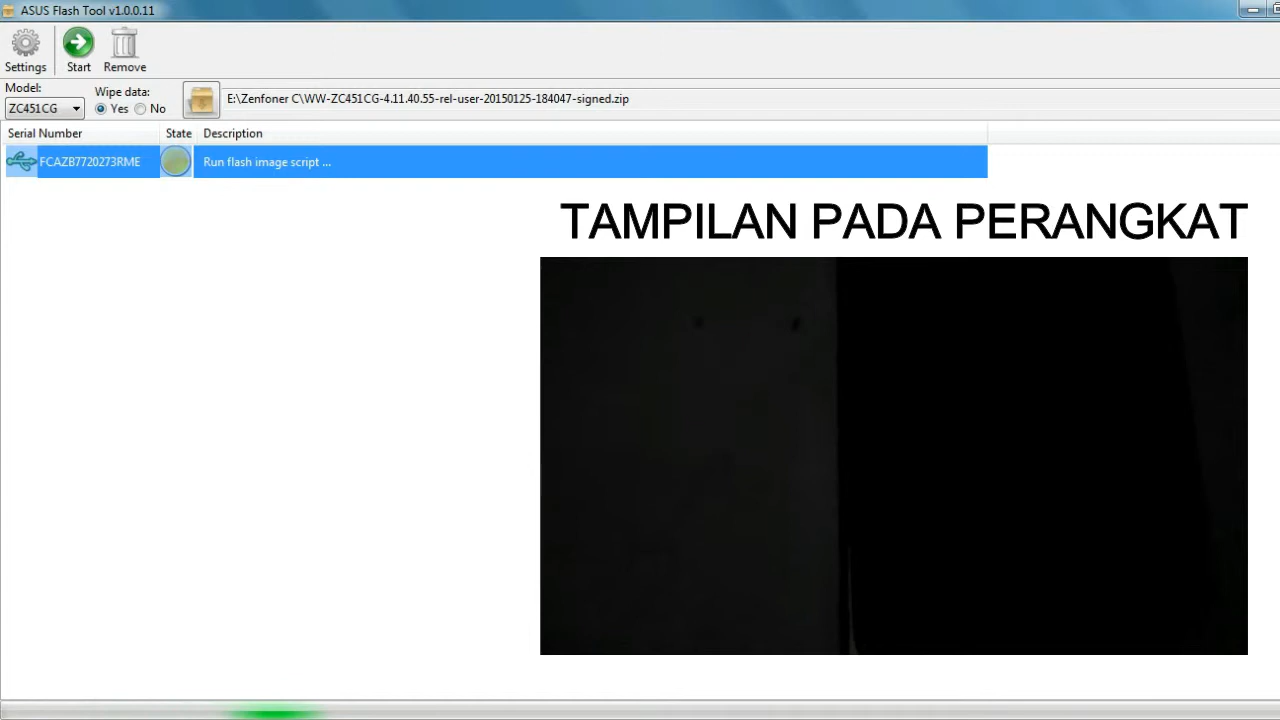 ASUS Flash Tool v1.0.0.11
Settings Start Remove
Model: Wipe data:
ZC451CG Yes No E:\Zenfoner C\WW-ZC451CG-4.11.40.55-rel-user-20150125-184047-signed.zip
Serial Number State Description
FCAZB7720273RME Run flash image script ...
TAMPILAN PADA PERANGKAT